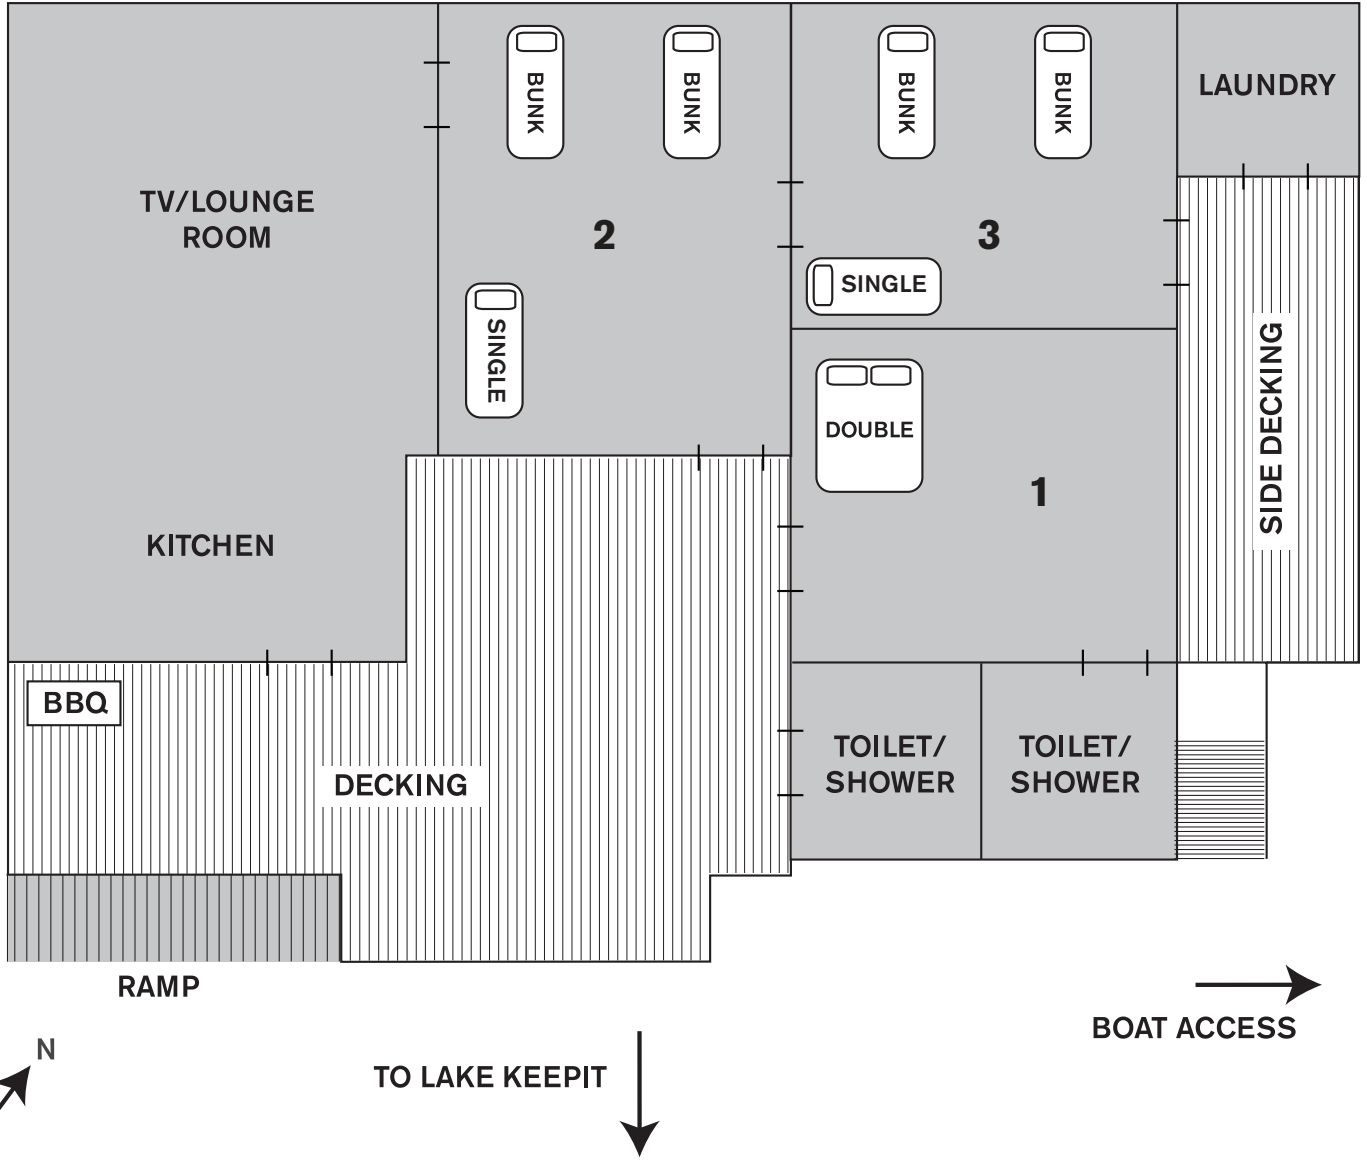 BUNK
BUNK
BUNK
BUNK
LAUNDRY
TV/LOUNGE
ROOM
2
3
SINGLE
SINGLE
DOUBLE
1
SIDE DECKING
KITCHEN
BBQ
DECKING
TOILET/
SHOWER
TOILET/
SHOWER
RAMP
BOAT ACCESS
N
TO LAKE KEEPIT